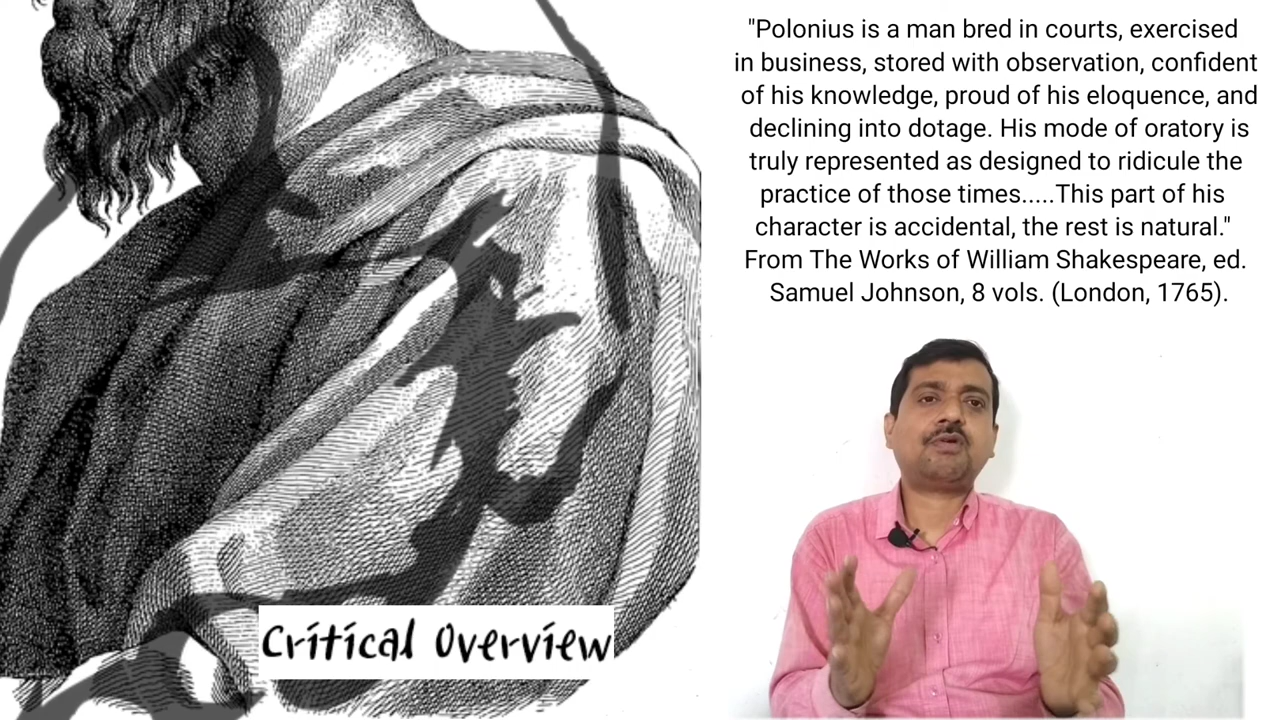 "Polonius is a man bred in courts, exercised
in business, stored with observation, confident
of his knowledge, proud of his eloquence, and
declining into dotage. His mode of oratory is
truly represented as designed to ridicule the
practice of those times.....This part of his
character is accidental, the rest is natural."
From The Works of William Shakespeare, ed.
Samuel Johnson, 8 vols. (London, 1765).
Critical Overview